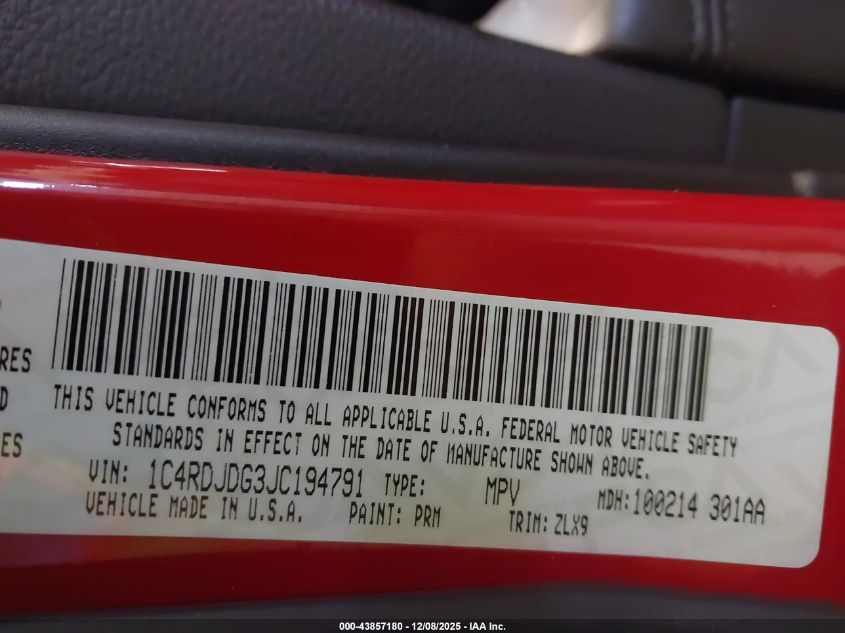 RES
D
ES
THIS VEHICLE CONFORMS TO ALL APPLICABLE U.S.A. FEDERAL MOTOR VEHICLE SAFETY
STANDARDS IN EFFECT ON THE DATE OF MANUFACTURE SHOWN ABOVE.
VIN: 1C4RDJDG3JC194791 TYPE: MPV MDH:100214 301AA
VEHICLE MADE IN U.S.A. PAINT: PRM TRIM: ZLX9
000-43857180 - 12/08/2025 - IAA Inc.